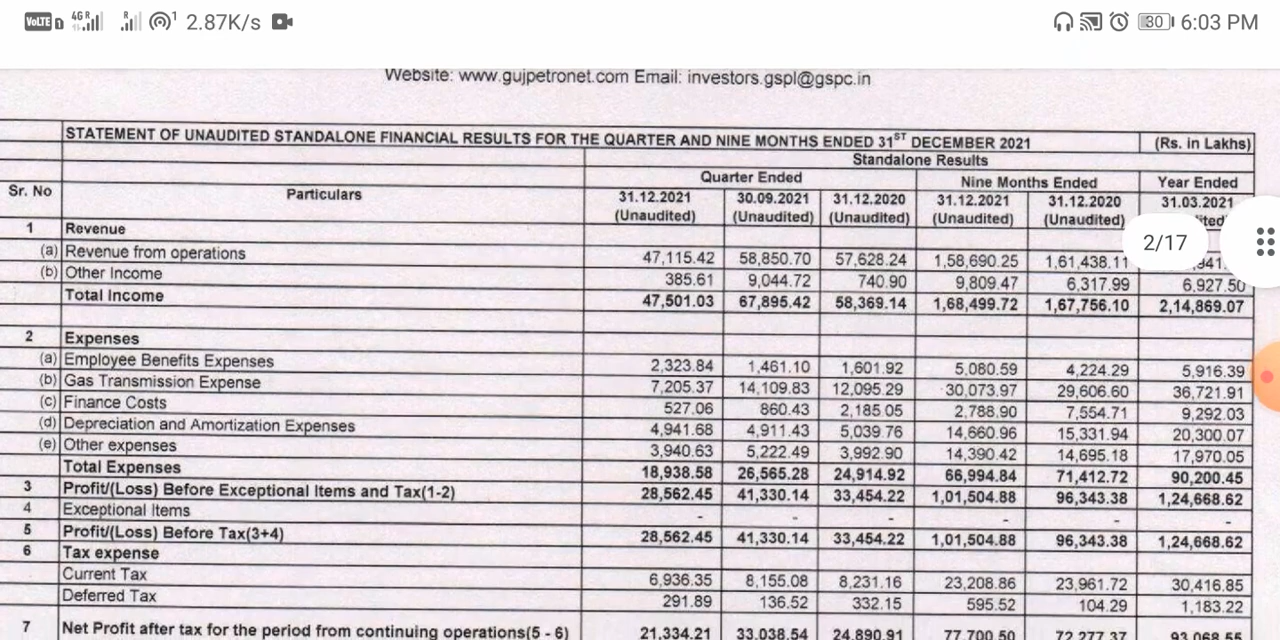 VoLTE 1 4G R R 1 2.87K/s 30 6:03 PM
Website: www.gujpetronet.com Email: investors.gspl@gspc.in
STATEMENT OF UNAUDITED STANDALONE FINANCIAL RESULTS FOR THE QUARTER AND NINE MONTHS ENDED 31ST DECEMBER 2021 (Rs. in Lakhs)
Standalone Results
Sr. No Particulars Quarter Ended Nine Months Ended Year Ended
31.12.2021 30.09.2021 31.12.2020 31.12.2021 31.12.2020 31.03.2021
(Unaudited) (Unaudited) (Unaudited) (Unaudited) (Unaudited)
2/17
1 Revenue
(a) Revenue from operations 47,115.42 58,850.70 57,628.24 1,58,690.25 1,61,438.11
(b) Other Income 385.61 9,044.72 740.90 9,809.47 6,317.99 6,927.50
Total Income 47,501.03 67,895.42 58,369.14 1,68,499.72 1,67,756.10 2,14,869.07
2 Expenses
(a) Employee Benefits Expenses 2,323.84 1,461.10 1,601.92 5,080.59 4,224.29 5,916.39
(b) Gas Transmission Expense 7,205.37 14,109.83 12,095.29 30,073.97 29,606.60 36,721.91
(c) Finance Costs 527.06 860.43 2,185.05 2,788.90 7,554.71 9,292.03
(d) Depreciation and Amortization Expenses 4,941.68 4,911.43 5,039.76 14,660.96 15,331.94 20,300.07
(e) Other expenses 3,940.63 5,222.49 3,992.90 14,390.42 14,695.18 17,970.05
Total Expenses 18,938.58 26,565.28 24,914.92 66,994.84 71,412.72 90,200.45
3 Profit/(Loss) Before Exceptional Items and Tax(1-2) 28,562.45 41,330.14 33,454.22 1,01,504.88 96,343.38 1,24,668.62
4 Exceptional Items - - - - - -
5 Profit/(Loss) Before Tax(3+4) 28,562.45 41,330.14 33,454.22 1,01,504.88 96,343.38 1,24,668.62
6 Tax expense
Current Tax 6,936.35 8,155.08 8,231.16 23,208.86 23,961.72 30,416.85
Deferred Tax 291.89 136.52 332.15 595.52 104.29 1,183.22
7 Net Profit after tax for the period from continuing operations(5 - 6) 21,334.21 33,038.54 24,890.91 77,700.50 72,277.37 93,068.55